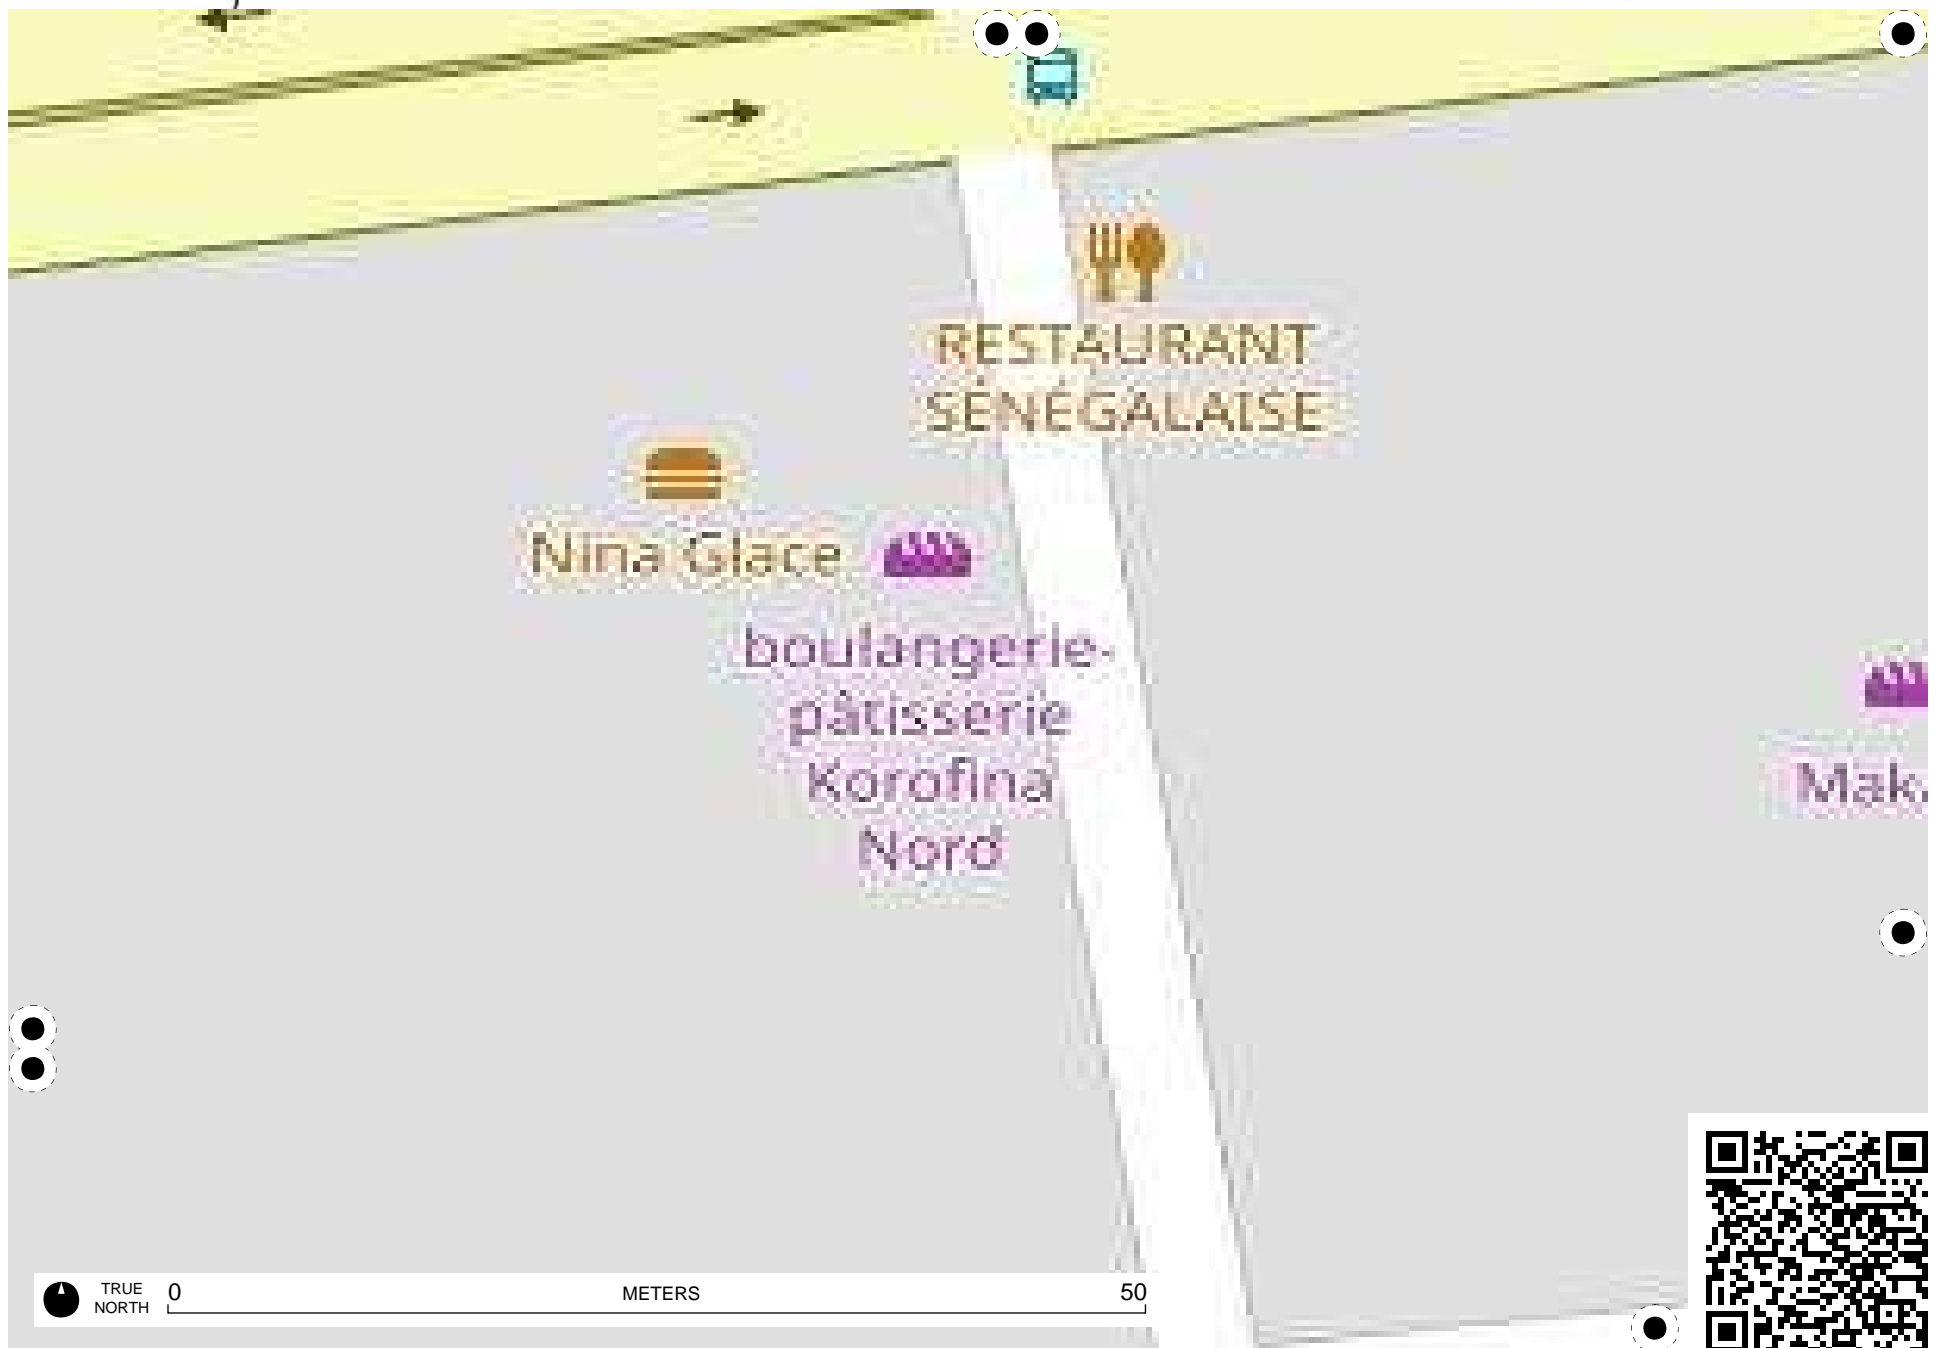 RESTAURANT
SÉNÉGALAISE
Nina Glace
boulangerie-
pâtisserie
Korofina
Nord
TRUE
NORTH
0
METERS
50